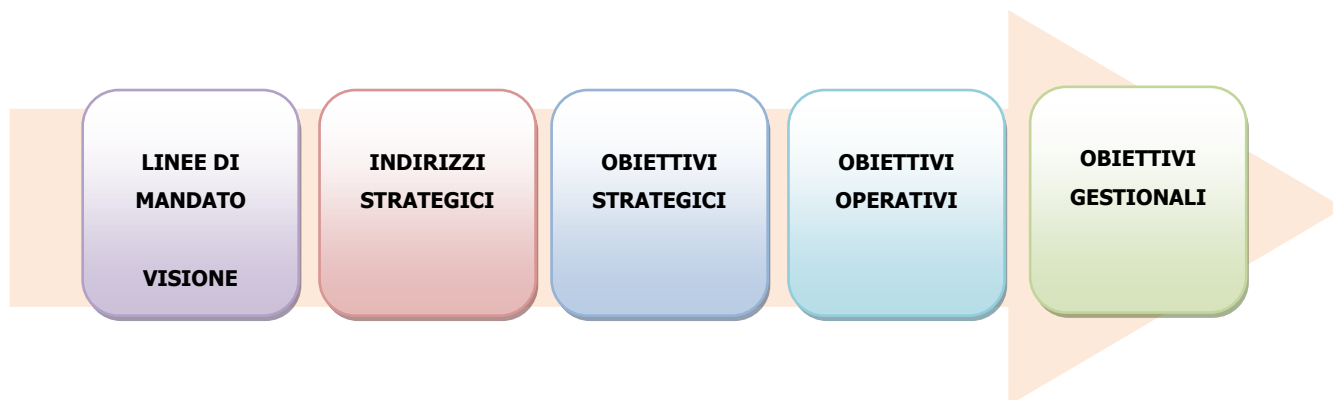 LINEE DI
MANDATO
VISIONE
INDIRIZZI
STRATEGICI
OBIETTIVI
STRATEGICI
OBIETTIVI
OPERATIVI
OBIETTIVI
GESTIONALI